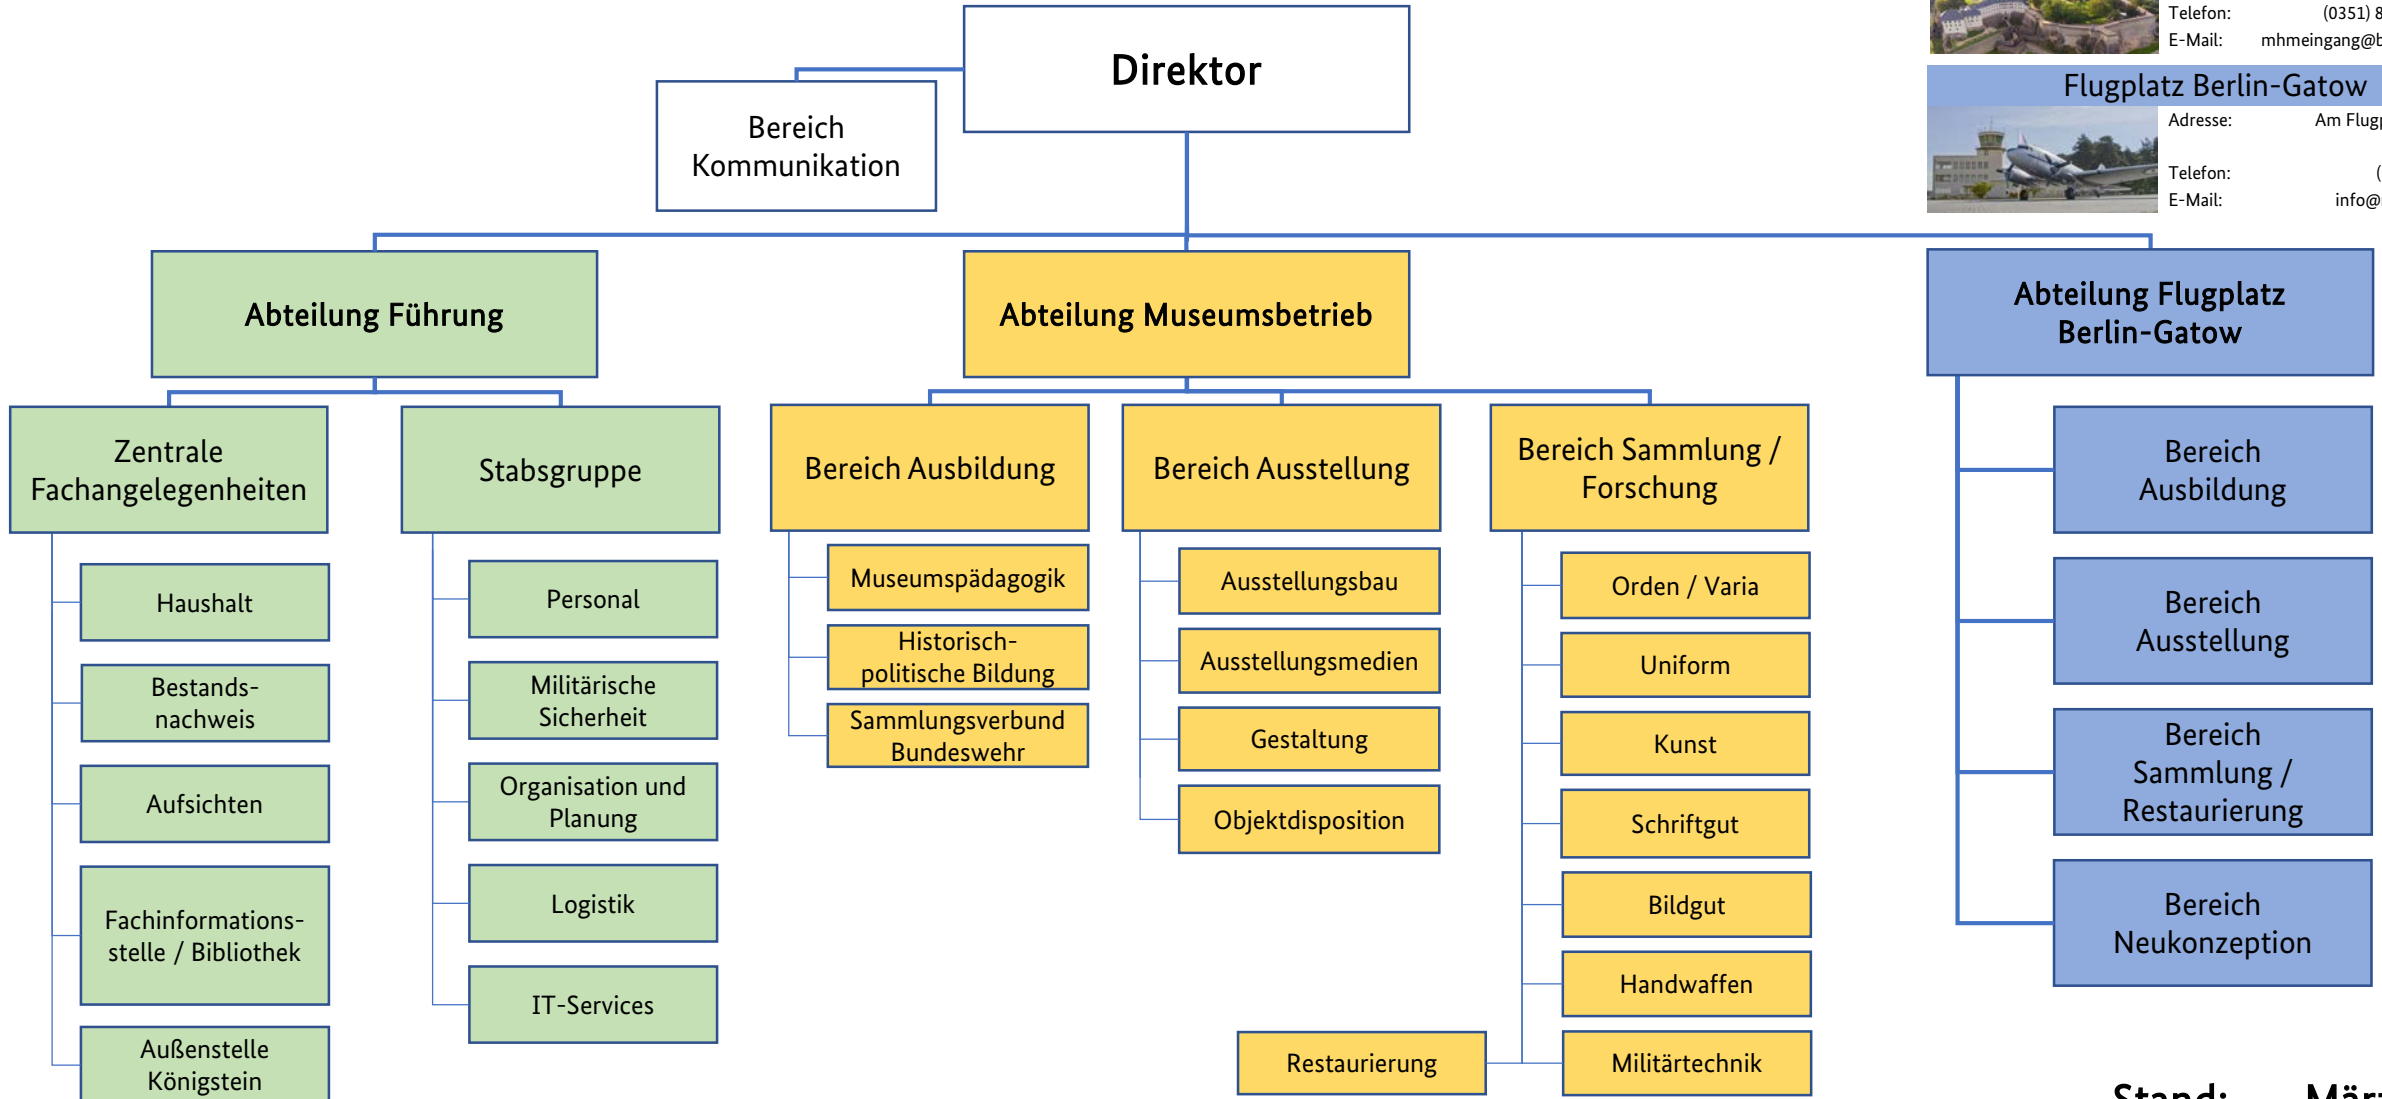 Telefon: (0351) 8
E-Mail: mhmeingang@b
Flugplatz Berlin-Gatow
Adresse: Am Flugp
Telefon: (
E-Mail: info@
Direktor
Bereich
Kommunikation
Abteilung Führung
Abteilung Museumsbetrieb
Abteilung Flugplatz
Berlin-Gatow
Zentrale
Fachangelegenheiten
Haushalt
Bestands-
nachweis
Aufsichten
Fachinformations-
stelle / Bibliothek
Außenstelle
Königstein
Stabsgruppe
Personal
Militärische
Sicherheit
Organisation und
Planung
Logistik
IT-Services
Bereich Ausbildung
Museumspädagogik
Historisch-
politische Bildung
Sammlungsverbund
Bundeswehr
Bereich Ausstellung
Ausstellungsbau
Ausstellungsmedien
Gestaltung
Objektdisposition
Bereich Sammlung /
Forschung
Orden / Varia
Uniform
Kunst
Schriftgut
Bildgut
Handwaffen
Militärtechnik
Restaurierung
Bereich
Ausbildung
Bereich
Ausstellung
Bereich
Sammlung /
Restaurierung
Bereich
Neukonzeption
Stand: März